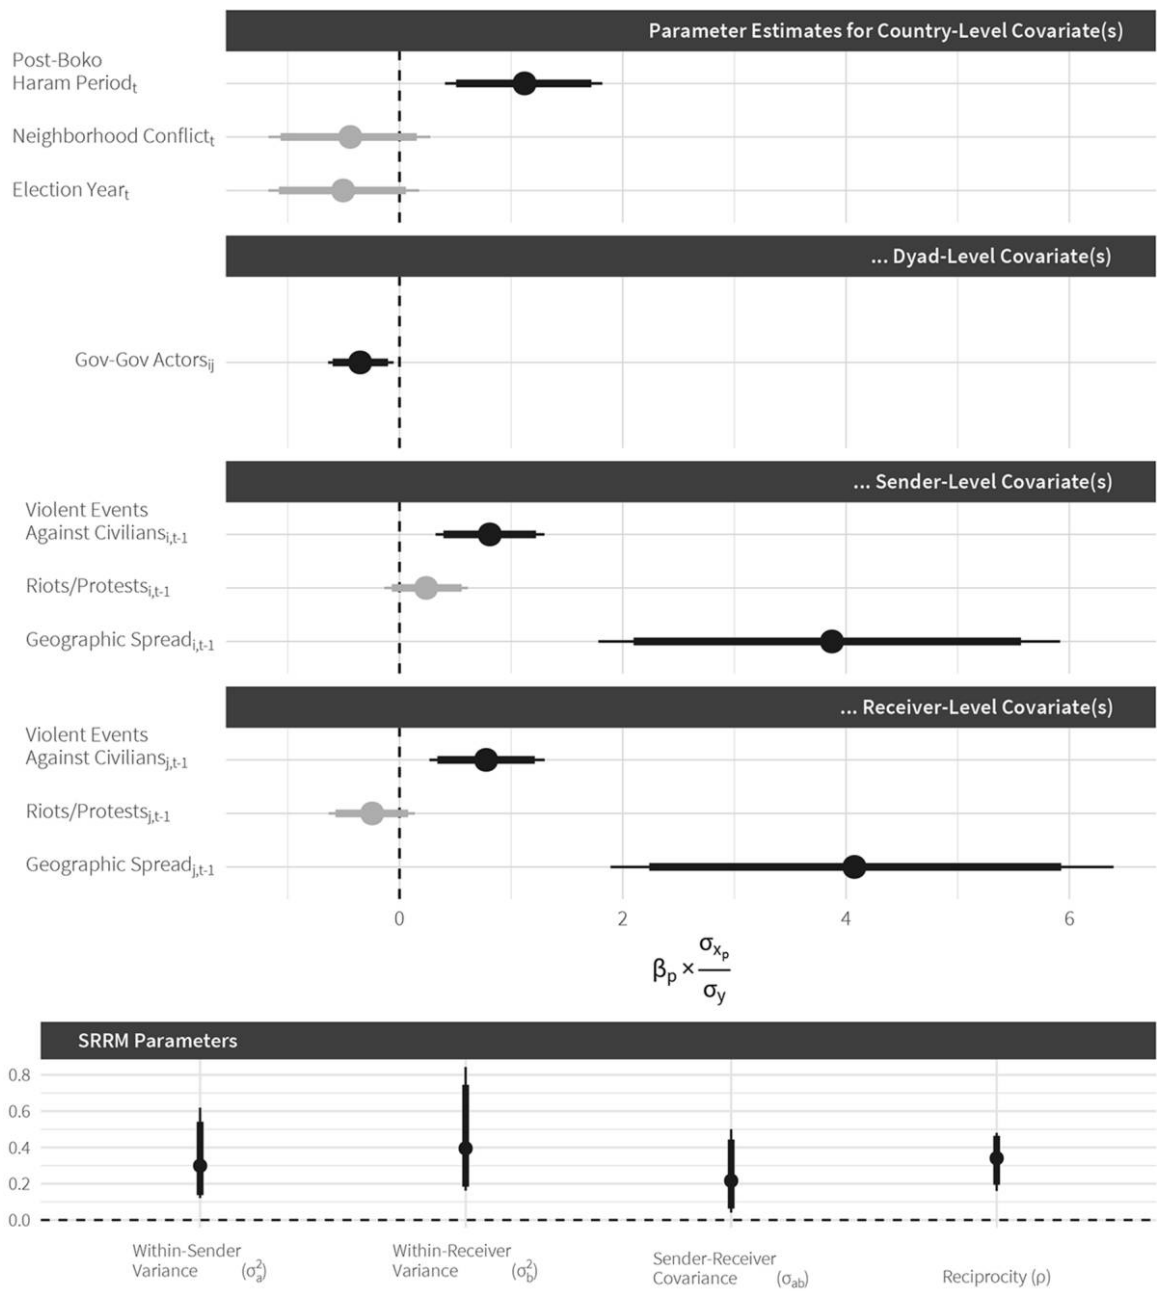 Parameter Estimates for Country-Level Covariate(s)
Post-Boko
Haram Periodₜ
Neighborhood Conflictₜ
Election Yearₜ
... Dyad-Level Covariate(s)
Gov-Gov Actorsᵢⱼ
... Sender-Level Covariate(s)
Violent Events
Against Civiliansᵢ,ₜ₋₁
Riots/Protestsᵢ,ₜ₋₁
Geographic Spreadᵢ,ₜ₋₁
... Receiver-Level Covariate(s)
Violent Events
Against Civiliansⱼ,ₜ₋₁
Riots/Protestsⱼ,ₜ₋₁
Geographic Spreadⱼ,ₜ₋₁
0 2 4 6
βₚ × σₓₚ / σᵧ
SRRM Parameters
0.8
0.6
0.4
0.2
0.0
Within-Sender
Variance (σₐ²)
Within-Receiver
Variance (σ_b²)
Sender-Receiver
Covariance (σ_ab)
Reciprocity (ρ)